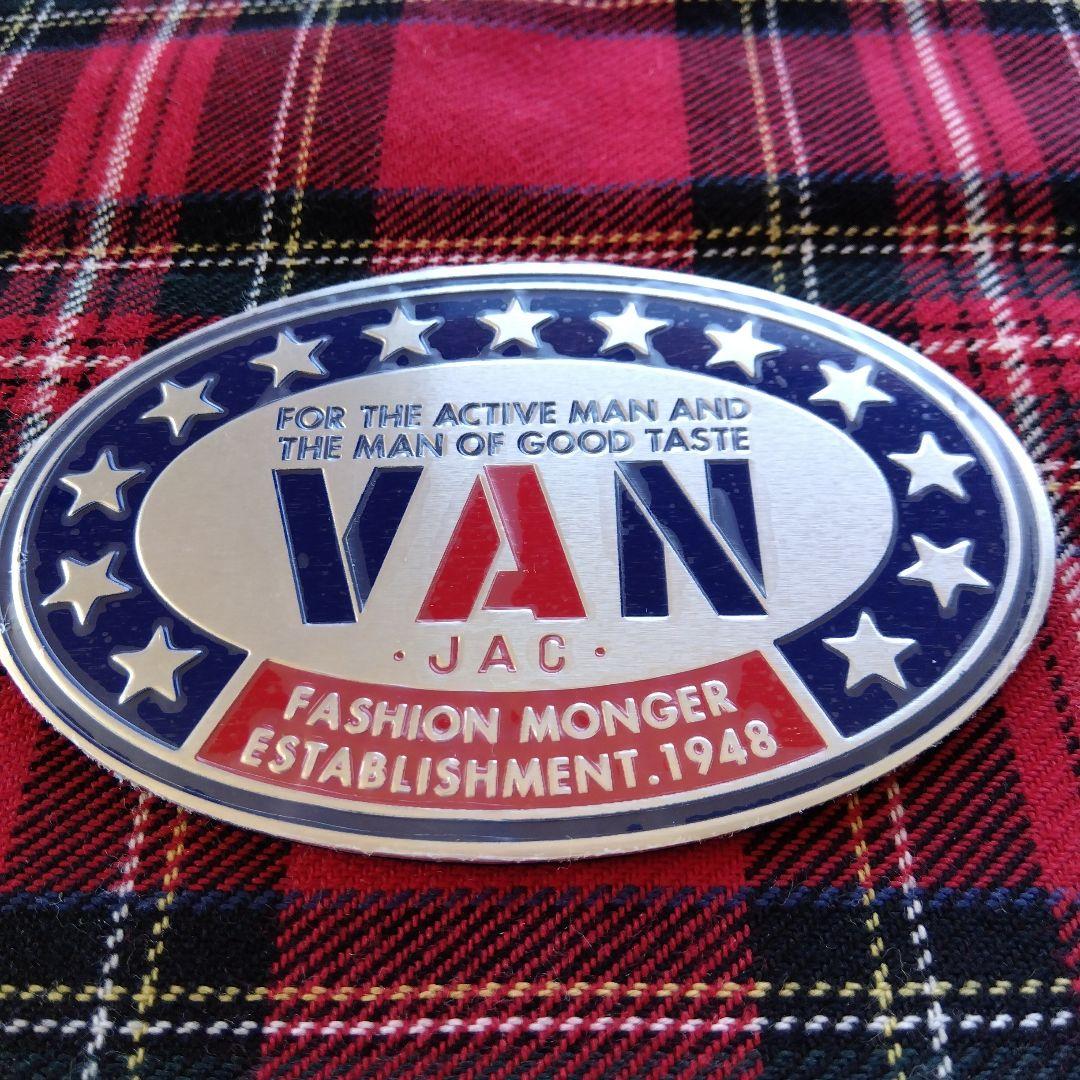 FOR THE ACTIVE MAN AND
THE MAN OF GOOD TASTE
VAN
· JAC ·
FASHION MONGER
ESTABLISHMENT.1948